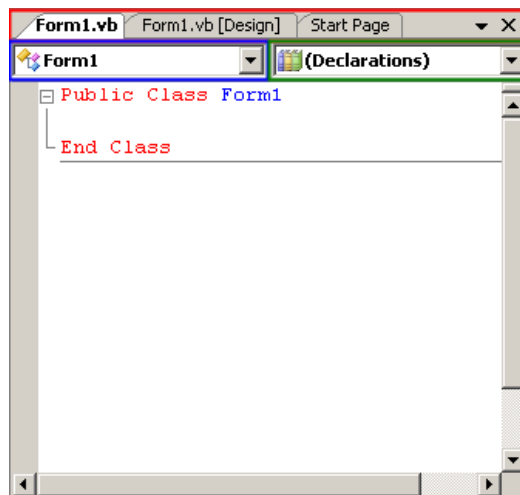 Form1.vb Form1.vb [Design] Start Page
Form1 (Declarations)
Public Class Form1
End Class